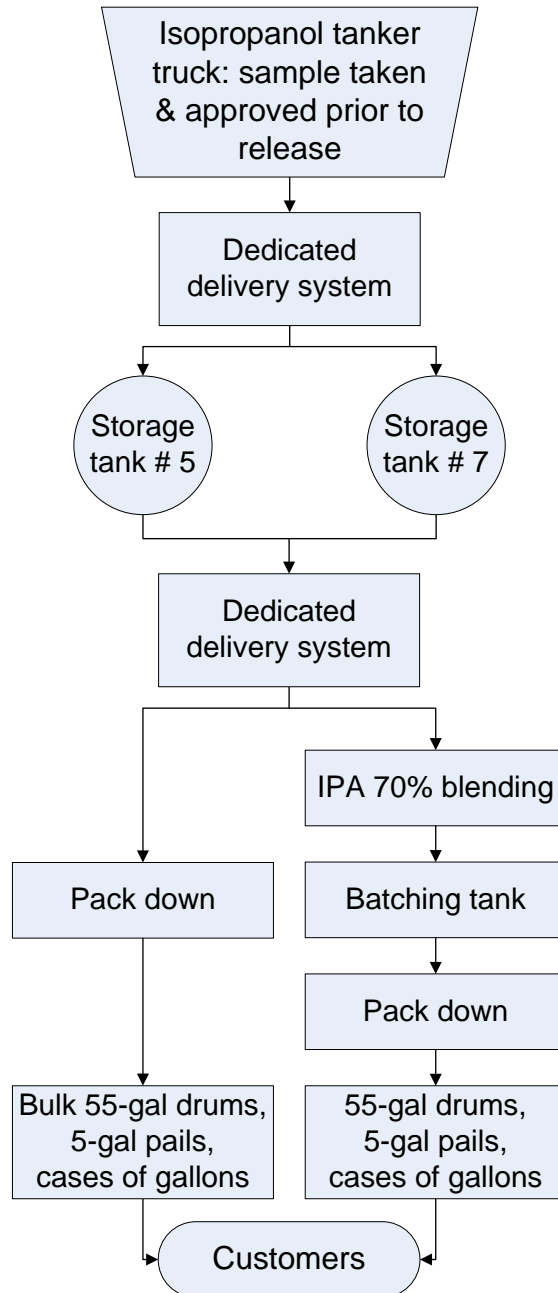 Isopropanol tanker
truck: sample taken
& approved prior to
release
Dedicated
delivery system
Storage
tank # 5
Storage
tank # 7
Dedicated
delivery system
IPA 70% blending
Pack down
Batching tank
Pack down
Bulk 55-gal drums,
5-gal pails,
cases of gallons
55-gal drums,
5-gal pails,
cases of gallons
Customers